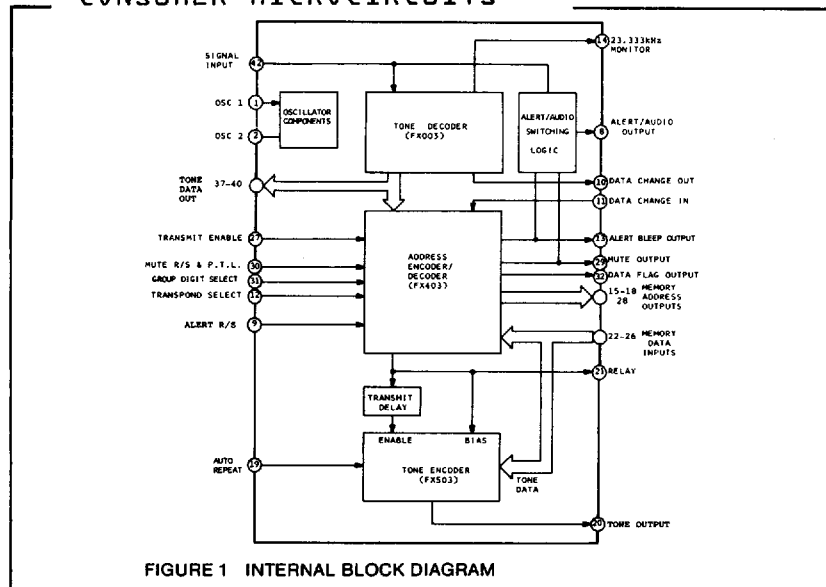 CONSUMER MICROCIRCUITS
SIGNAL
INPUT
42
14
23.333kHz
MONITOR
OSC 1
1
OSCILLATOR
COMPONENTS
OSC 2
2
TONE DECODER
(FX003)
ALERT/AUDIO
SWITCHING
LOGIC
8
ALERT/AUDIO
OUTPUT
TONE
DATA
OUT
37-40
10 DATA CHANGE OUT
11 DATA CHANGE IN
TRANSMIT ENABLE 27
13 ALERT BLEEP OUTPUT
MUTE R/S & P.T.L. 30
29 MUTE OUTPUT
GROUP DIGIT SELECT 31
32 DATA FLAG OUTPUT
TRANSPOND SELECT 12
ADDRESS
ENCODER/
DECODER
(FX403)
15-18 MEMORY
28 ADDRESS
OUTPUTS
ALERT R/S 9
22-26 MEMORY
DATA
INPUTS
21 RELAY
TRANSMIT
DELAY
ENABLE BIAS
AUTO
REPEAT
19
TONE ENCODER
(FX503)
TONE
DATA
20 TONE OUTPUT
FIGURE 1 INTERNAL BLOCK DIAGRAM